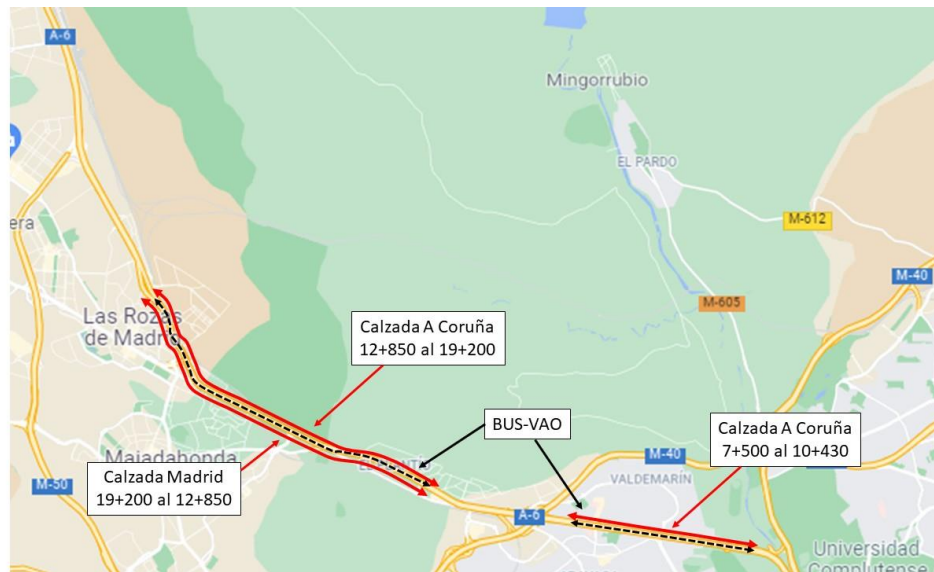 A-6
Mingorrubio
EL PARDO
M-612
M-40
M-605
era
Las Rozas
de Madri
Calzada A Coruña
12+850 al 19+200
BUS-VAO
Calzada A Coruña
7+500 al 10+430
Majadahonda
Calzada Madrid
19+200 al 12+850
M-50
M-40
VALDEMARÍN
A-6
Universidad
Complutense